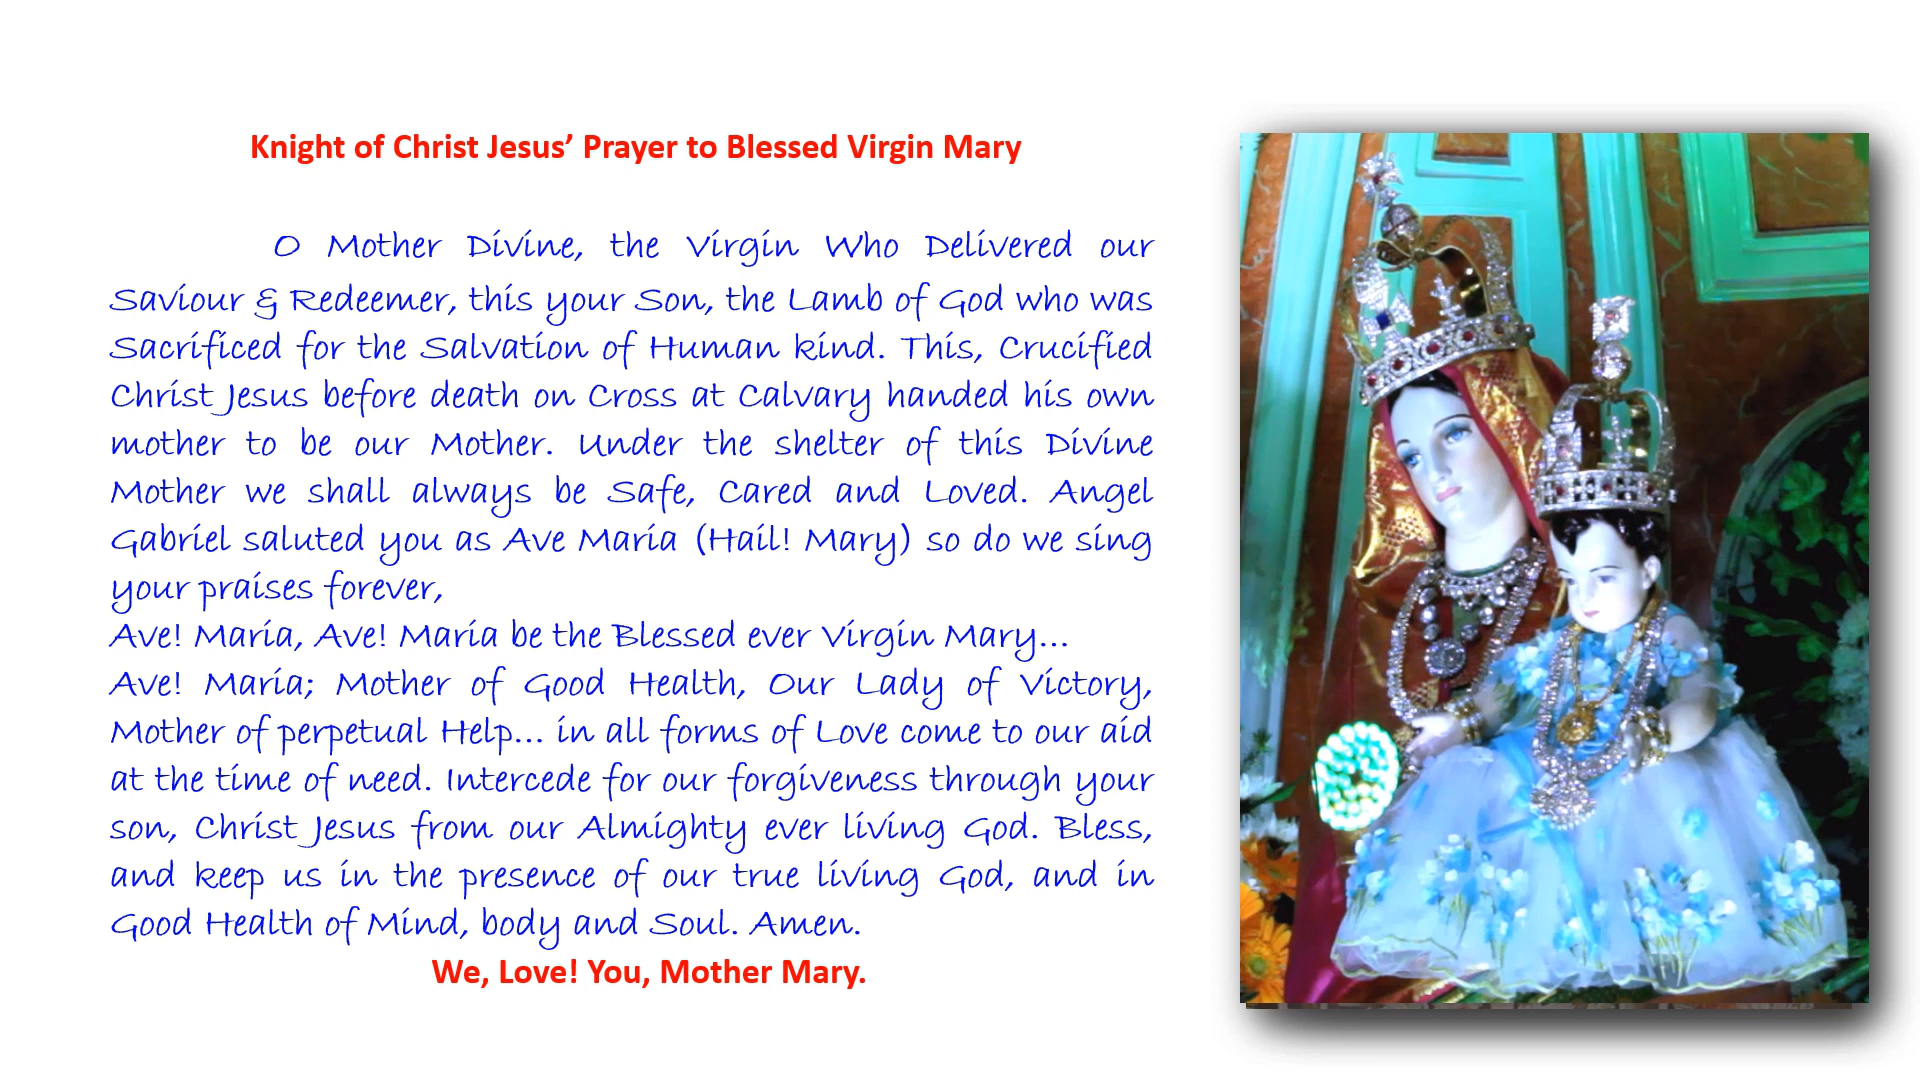 Knight of Christ Jesus’ Prayer to Blessed Virgin Mary
O Mother Divine, the Virgin Who Delivered our
Saviour & Redeemer, this your Son, the Lamb of God who was
Sacrificed for the Salvation of Human kind. This, Crucified
Christ Jesus before death on Cross at Calvary handed his own
mother to be our Mother. Under the shelter of this Divine
Mother we shall always be Safe, Cared and Loved. Angel
Gabriel saluted you as Ave Maria (Hail! Mary) so do we sing
your praises forever,
Ave! Maria, Ave! Maria be the Blessed ever Virgin Mary...
Ave! Maria; Mother of Good Health, Our Lady of Victory,
Mother of perpetual Help... in all forms of Love come to our aid
at the time of need. Intercede for our forgiveness through your
son, Christ Jesus from our Almighty ever living God. Bless,
and keep us in the presence of our true living God, and in
Good Health of Mind, body and Soul. Amen.
We, Love! You, Mother Mary.